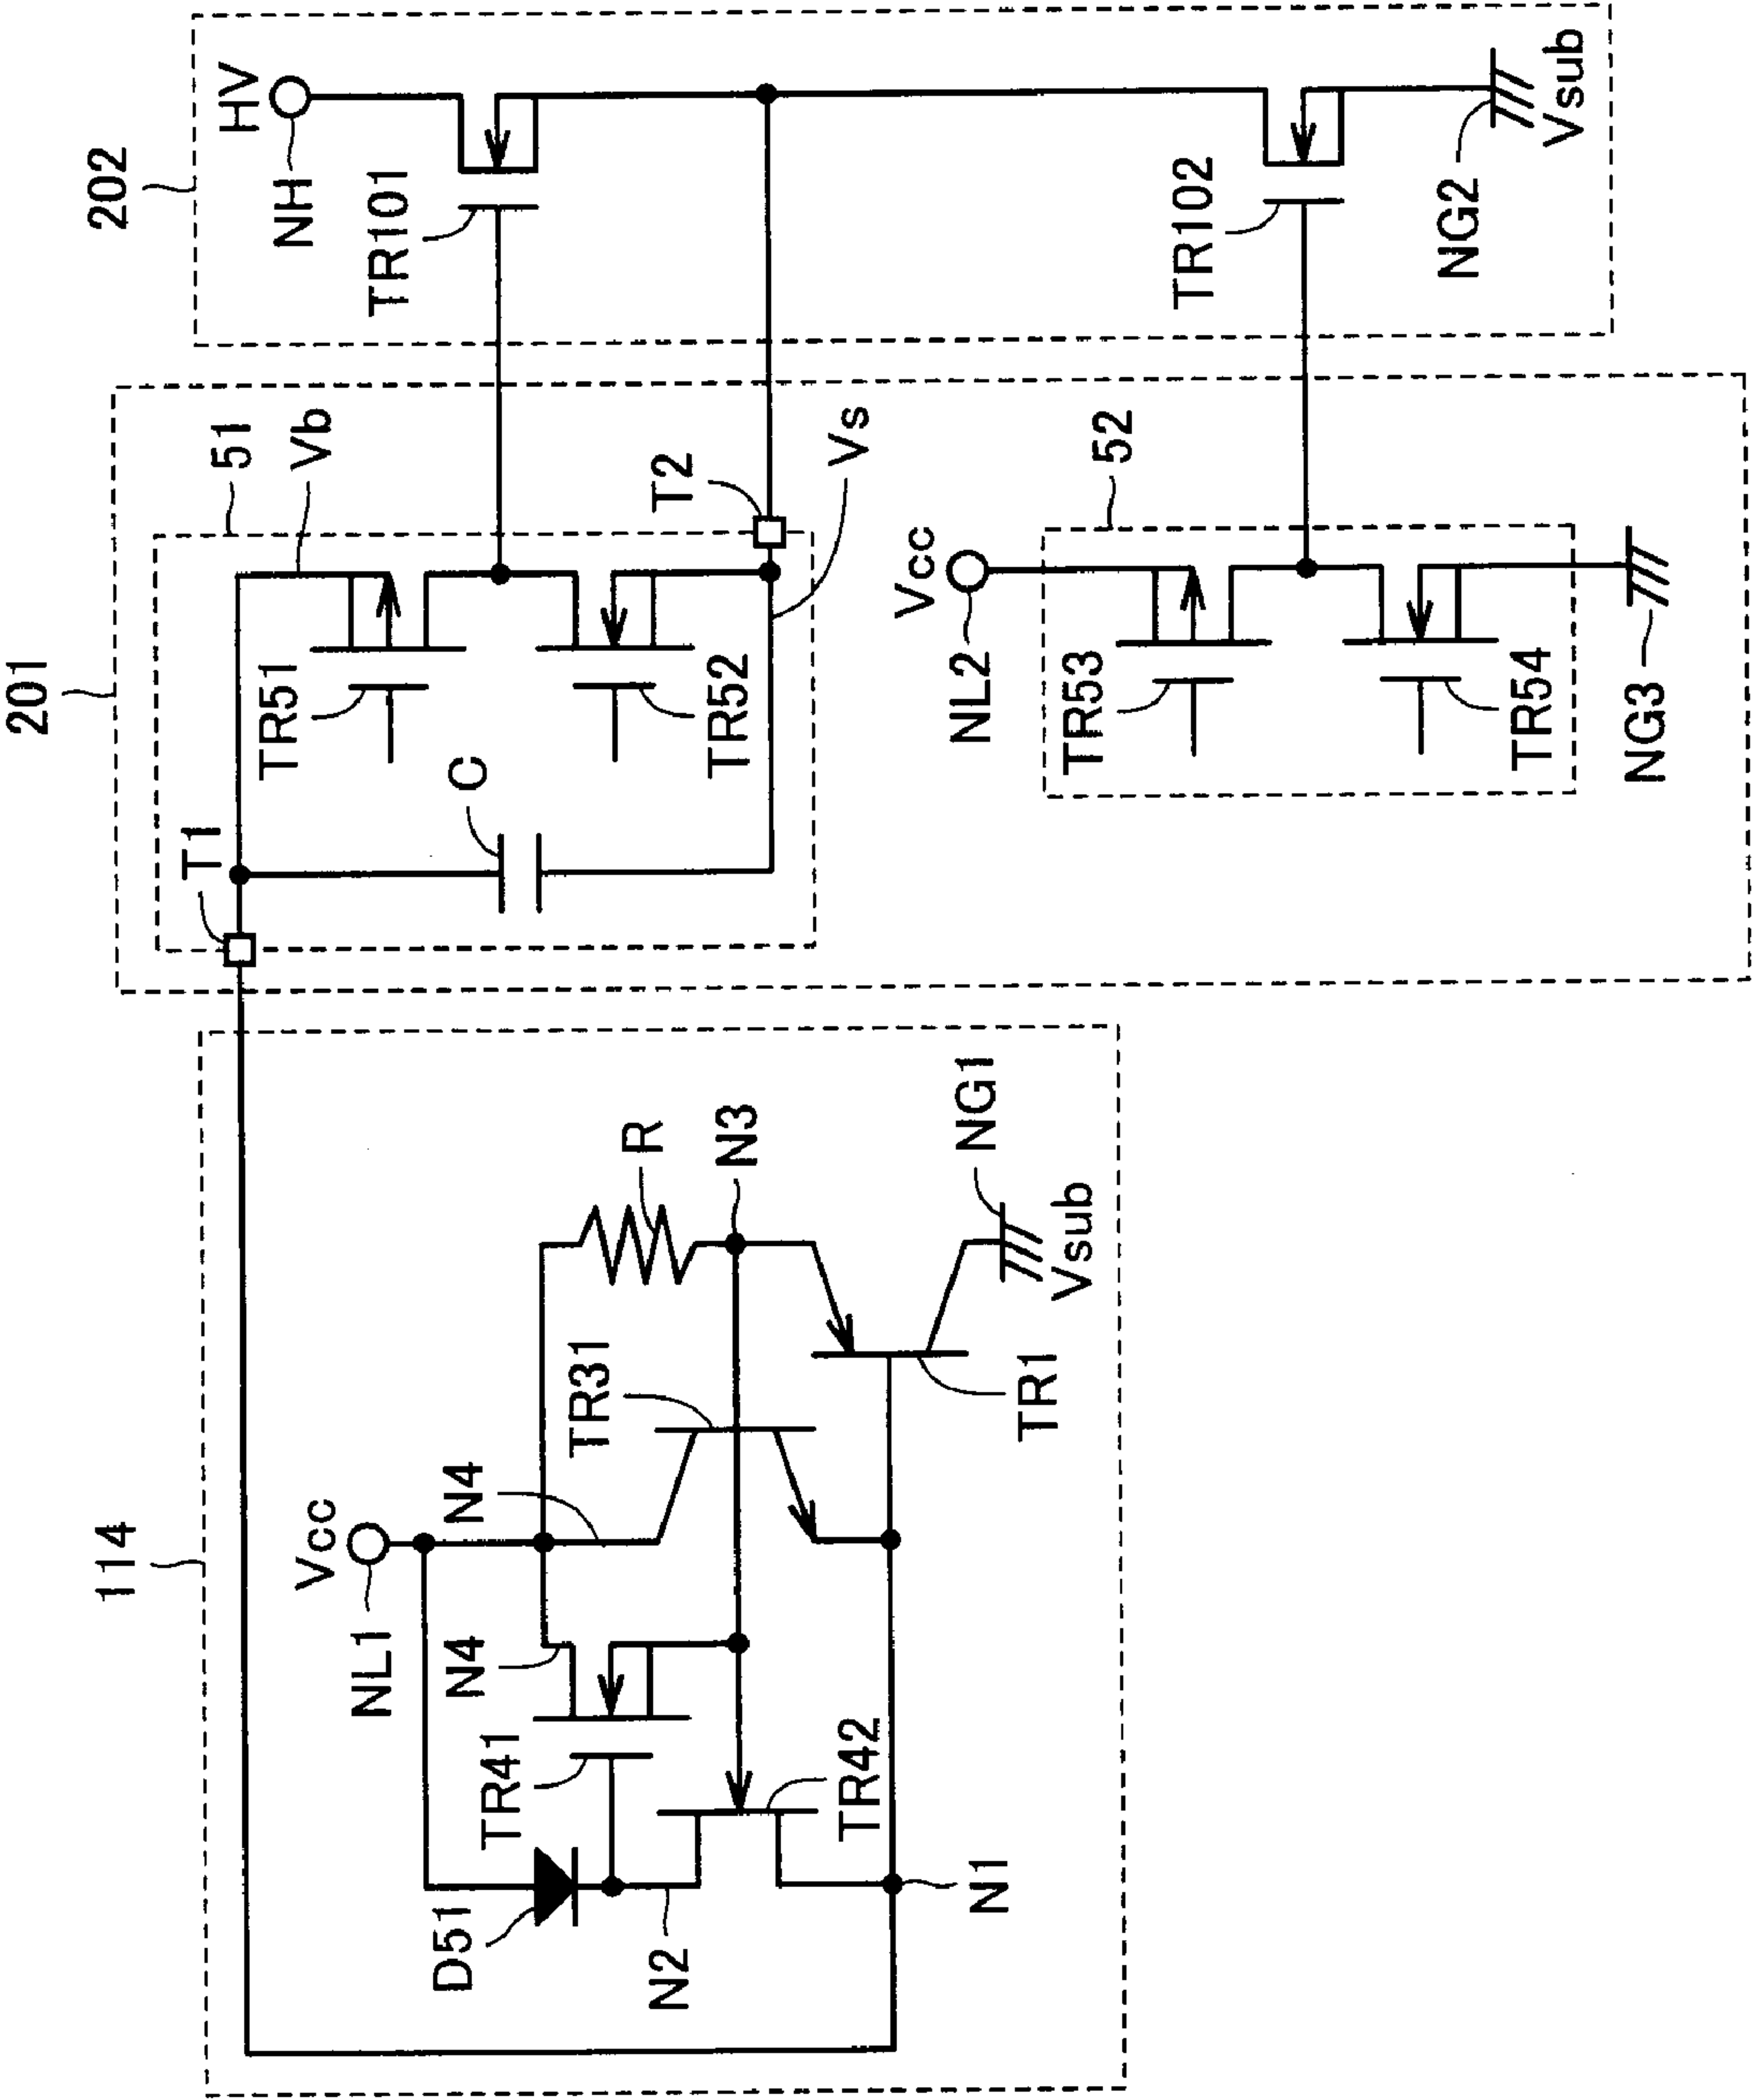 114
201
202
Vcc
NL1
N4
N4
TR31
R
N3
TR41
D51
N2
TR42
N1
TR1
NG1
Vsub
T1
51
Vb
TR51
C
TR52
T2
Vs
Vcc
NL2
52
TR53
TR54
NG3
HV
NH
TR101
TR102
NG2
Vsub